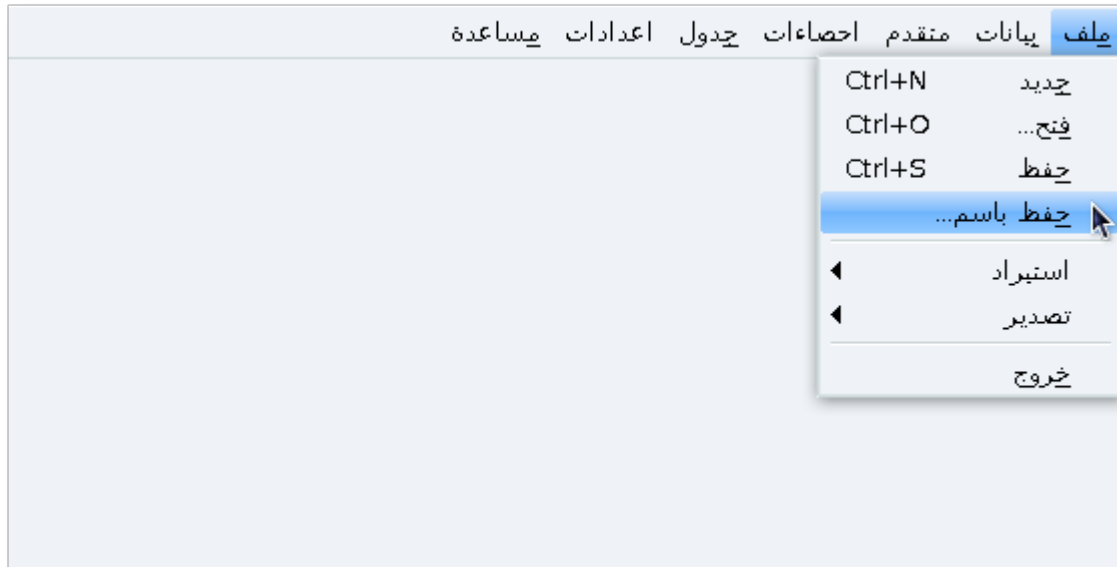 ملف بيانات متقدم احصاءات جدول اعدادات مساعدة
جديد Ctrl+N
فتح... Ctrl+O
حفظ Ctrl+S
حفظ باسم...
استيراد
تصدير
خروج